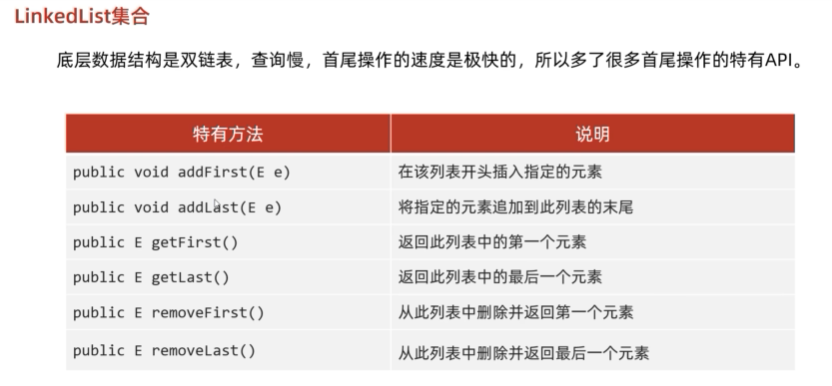 LinkedList集合
底层数据结构是双链表，查询慢，首尾操作的速度是极快的，所以多了很多首尾操作的特有API。
特有方法 说明
public void addFirst(E e) 在该列表开头插入指定的元素
public void addLast(E e) 将指定的元素追加到此列表的末尾
public E getFirst() 返回此列表中的第一个元素
public E getLast() 返回此列表中的最后一个元素
public E removeFirst() 从此列表中删除并返回第一个元素
public E removeLast() 从此列表中删除并返回最后一个元素